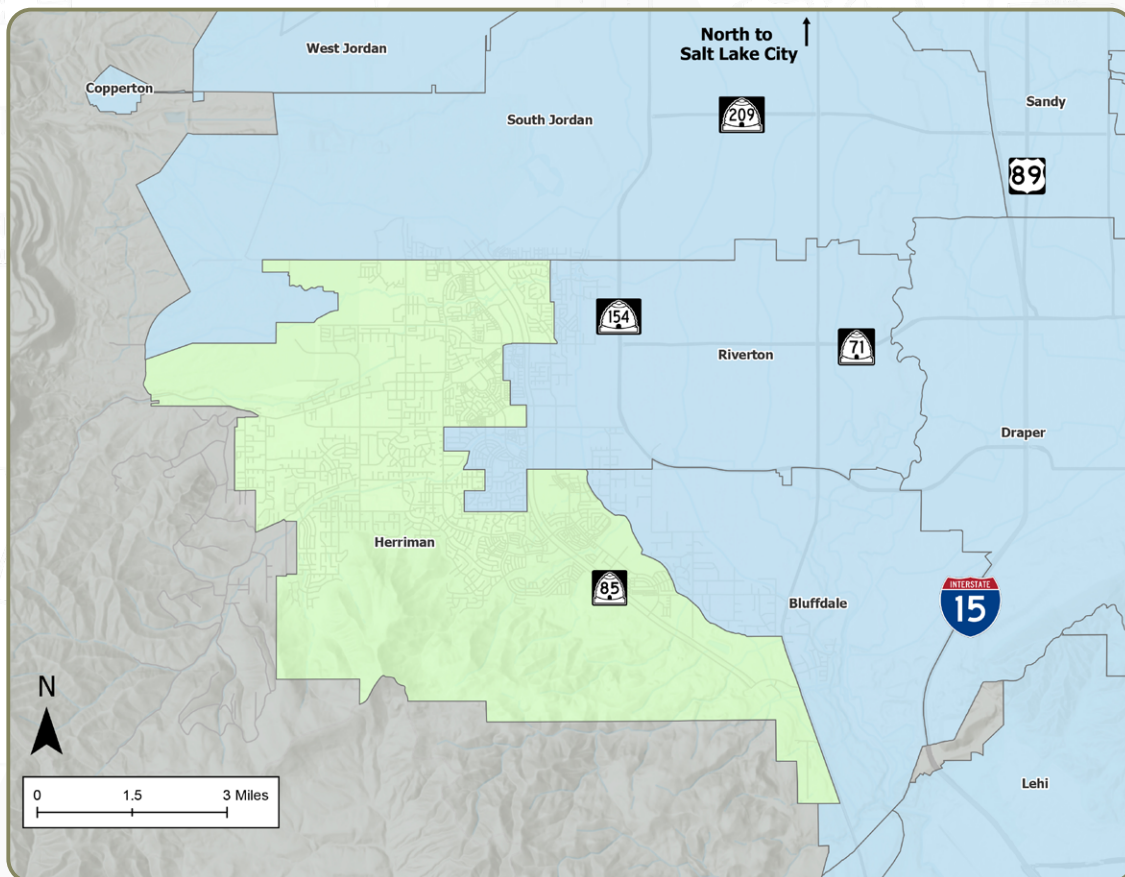 North to
Salt Lake City
West Jordan
Copperton
Sandy
South Jordan
209
89
154
71
Riverton
Draper
Herriman
85
Bluffdale
INTERSTATE
15
N
Lehi
0 1.5 3 Miles